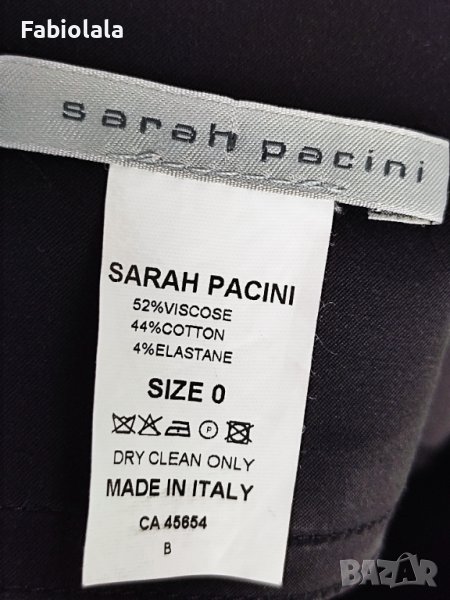 Fabiolala
sarah pacini
SARAH PACINI
52%VISCOSE
44%COTTON
4%ELASTANE
SIZE 0
P
DRY CLEAN ONLY
MADE IN ITALY
CA 45654
B
BAZAR